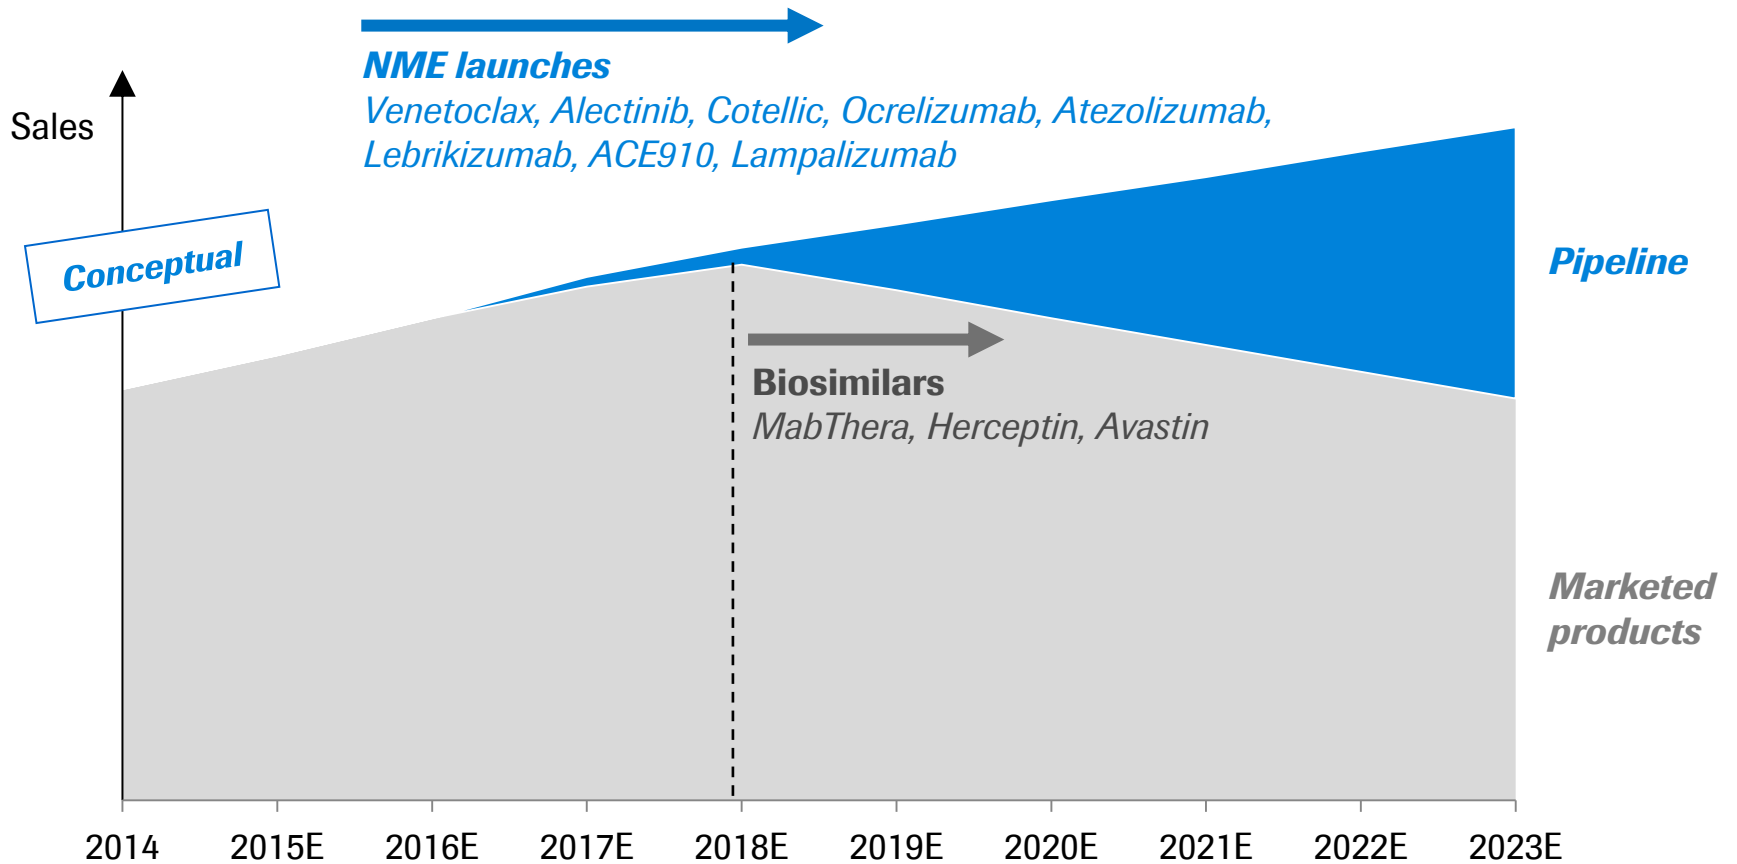 NME launches
Venetoclax, Alectinib, Cotellic, Ocrelizumab, Atezolizumab,
Lebrikizumab, ACE910, Lampalizumab
Sales
Conceptual
Pipeline
Biosimilars
MabThera, Herceptin, Avastin
Marketed
products
2014 2015E 2016E 2017E 2018E 2019E 2020E 2021E 2022E 2023E